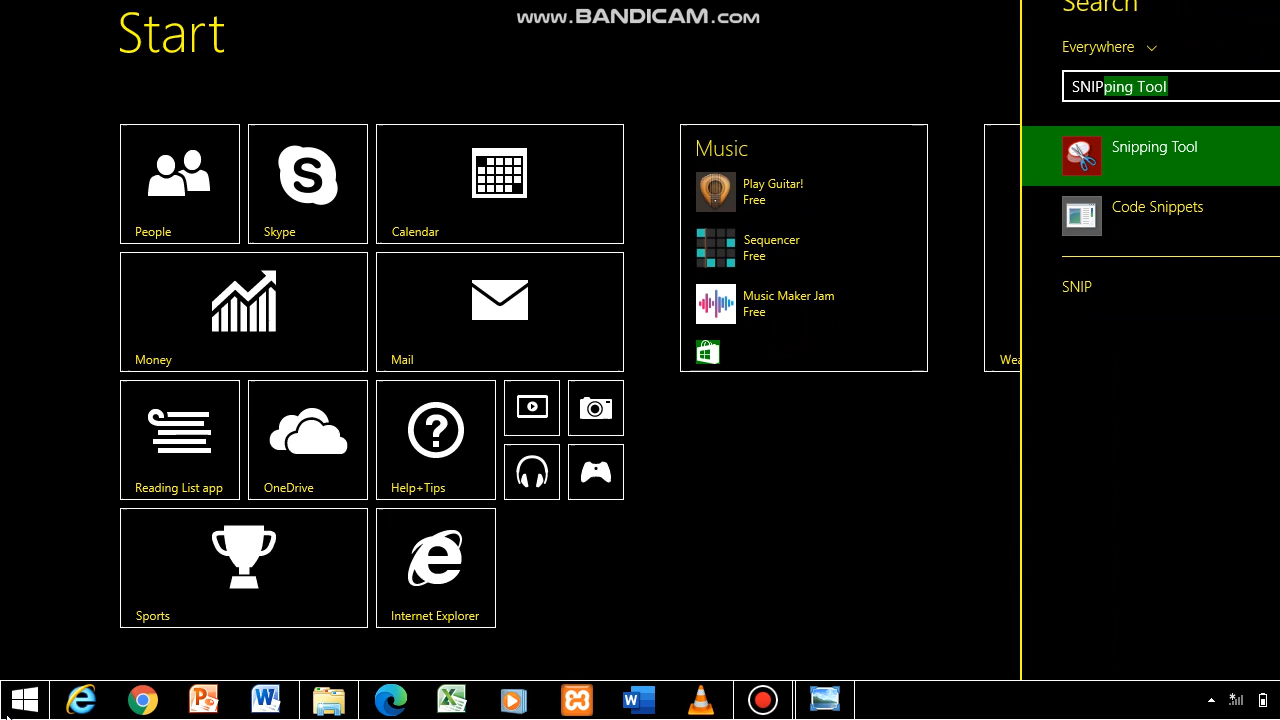 www.BANDICAM.com
Start
Search
Everywhere
SNIPping Tool
Snipping Tool
Code Snippets
SNIP
People
Skype
Calendar
Music
Play Guitar!
Free
Sequencer
Free
Music Maker Jam
Free
Money
Mail
Wea
Reading List app
OneDrive
Help+Tips
Sports
Internet Explorer